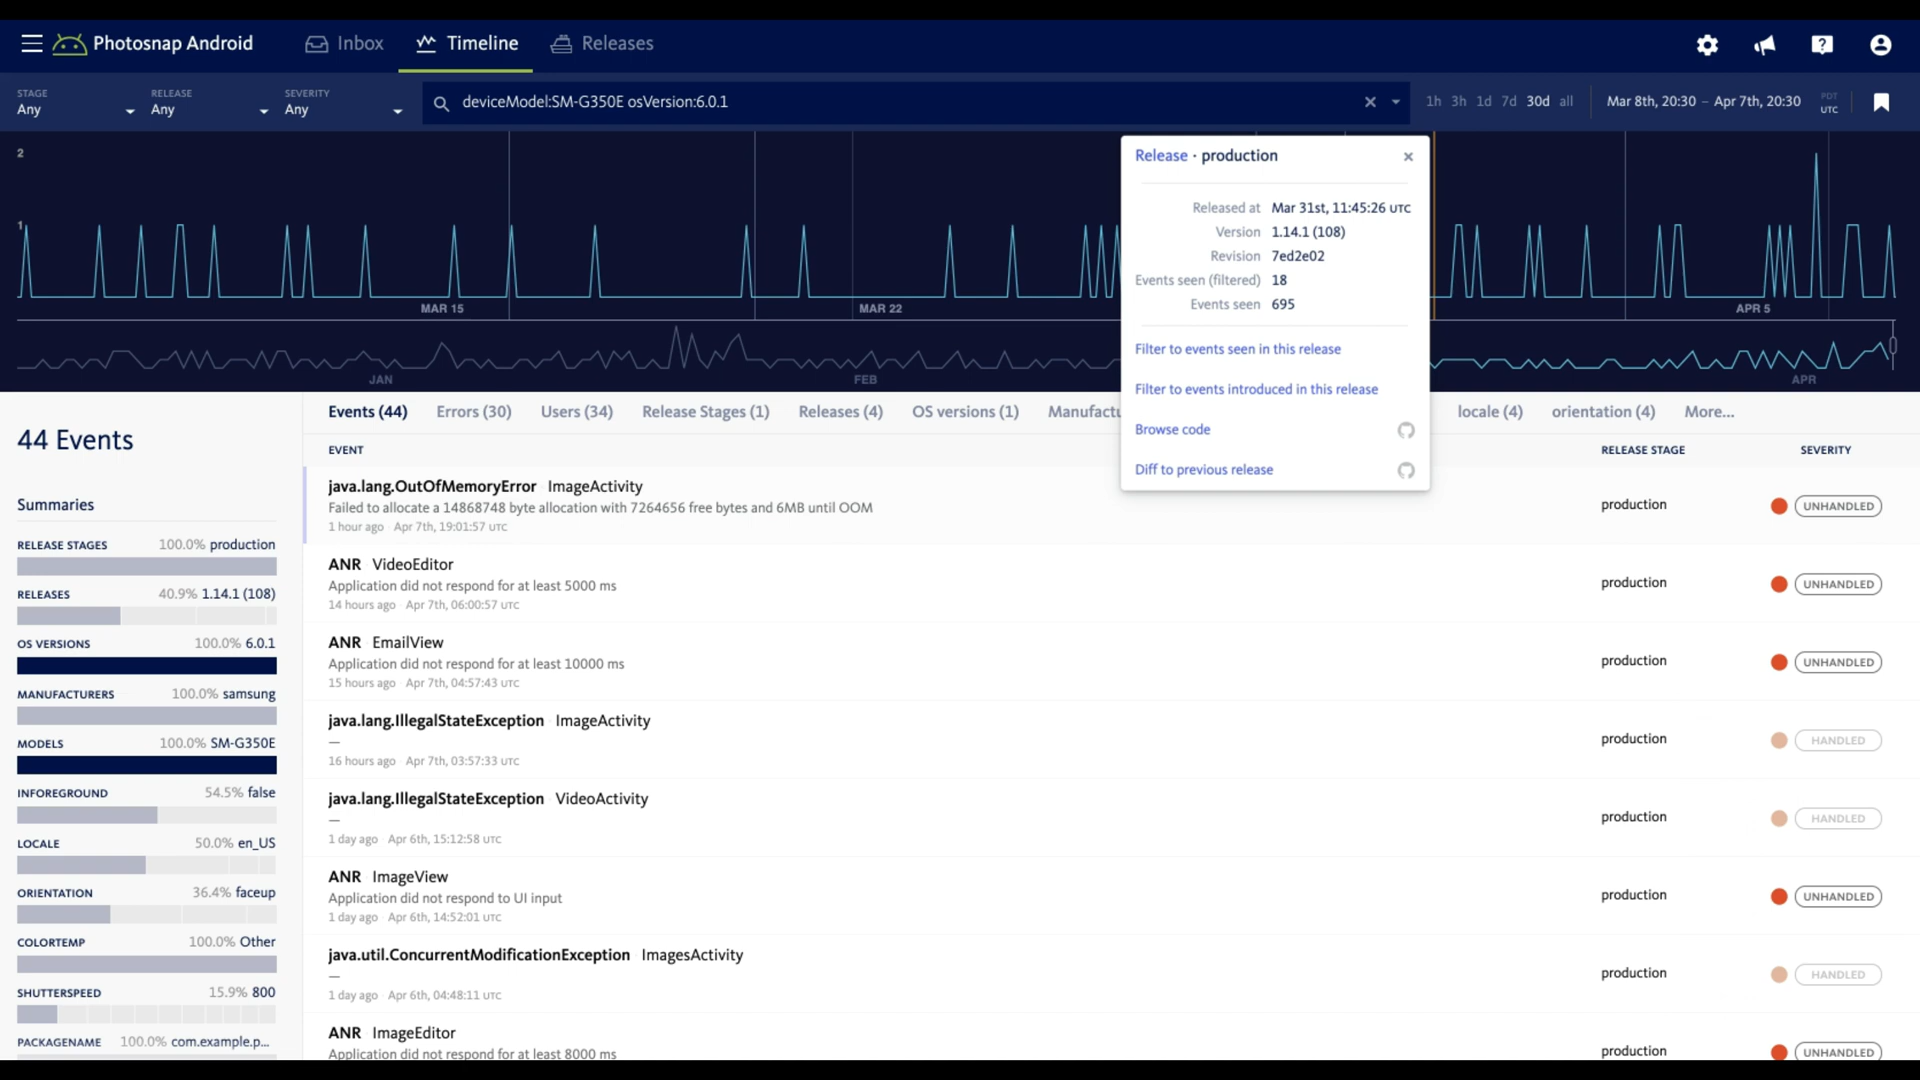 Photosnap Android
Inbox
Timeline
Releases
STAGE
Any
RELEASE
Any
SEVERITY
Any
deviceModel:SM-G350E osVersion:6.0.1
1h 3h 1d 7d 30d all
Mar 8th, 20:30 – Apr 7th, 20:30
PDT
UTC
2
1
MAR 15
MAR 22
APR 5
JAN
FEB
APR
Release · production
Released at Mar 31st, 11:45:26 UTC
Version 1.14.1 (108)
Revision 7ed2e02
Events seen (filtered) 18
Events seen 695
Filter to events seen in this release
Filter to events introduced in this release
Browse code
Diff to previous release
44 Events
Summaries
RELEASE STAGES 100.0% production
RELEASES 40.9% 1.14.1 (108)
OS VERSIONS 100.0% 6.0.1
MANUFACTURERS 100.0% samsung
MODELS 100.0% SM-G350E
INFOREGROUND 54.5% false
LOCALE 50.0% en_US
ORIENTATION 36.4% faceup
COLORTEMP 100.0% Other
SHUTTERSPEED 15.9% 800
PACKAGENAME 100.0% com.example.p...
Events (44) Errors (30) Users (34) Release Stages (1) Releases (4) OS versions (1) Manufactu locale (4) orientation (4) More...
EVENT RELEASE STAGE SEVERITY
java.lang.OutOfMemoryError ImageActivity
Failed to allocate a 14868748 byte allocation with 7264656 free bytes and 6MB until OOM
1 hour ago · Apr 7th, 19:01:57 UTC
production
UNHANDLED
ANR VideoEditor
Application did not respond for at least 5000 ms
14 hours ago · Apr 7th, 06:00:57 UTC
production
UNHANDLED
ANR EmailView
Application did not respond for at least 10000 ms
15 hours ago · Apr 7th, 04:57:43 UTC
production
UNHANDLED
java.lang.IllegalStateException ImageActivity
—
16 hours ago · Apr 7th, 03:57:33 UTC
production
HANDLED
java.lang.IllegalStateException VideoActivity
—
1 day ago · Apr 6th, 15:12:58 UTC
production
HANDLED
ANR ImageView
Application did not respond to UI input
1 day ago · Apr 6th, 14:52:01 UTC
production
UNHANDLED
java.util.ConcurrentModificationException ImagesActivity
—
1 day ago · Apr 6th, 04:48:11 UTC
production
HANDLED
ANR ImageEditor
Application did not respond for at least 8000 ms
production
UNHANDLED